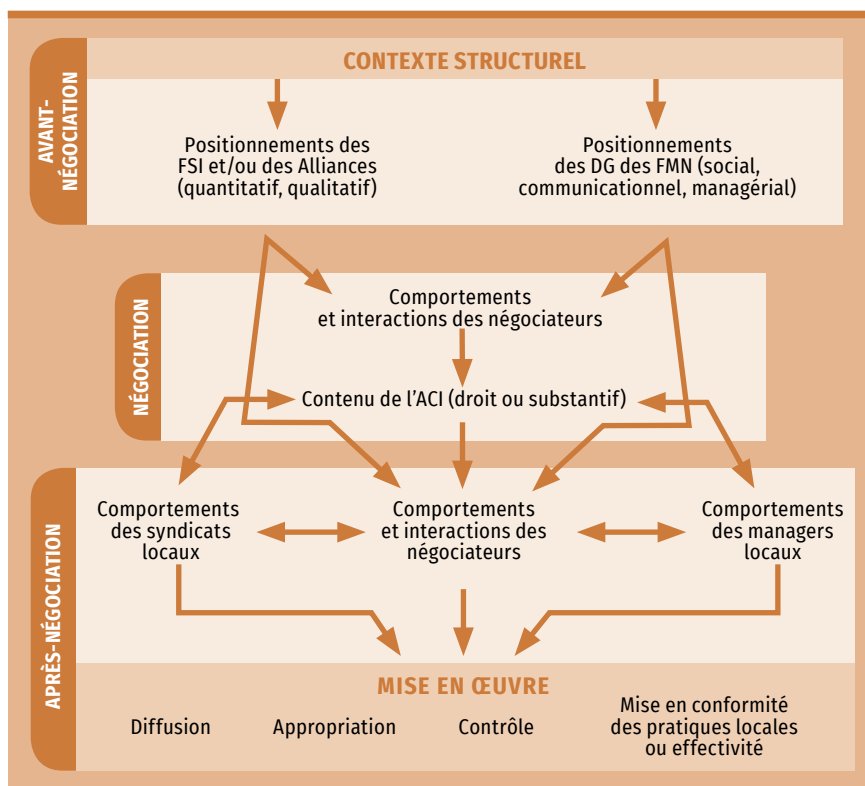 CONTEXTE STRUCTUREL
AVANT-
NÉGOCIATION
Positionnements des
FSI et/ou des Alliances
(quantitatif, qualitatif)
Positionnements
des DG des FMN (social,
communicationnel, managérial)
NÉGOCIATION
Comportements
et interactions des négociateurs
Contenu de l’ACI (droit ou substantif)
APRÈS-NÉGOCIATION
Comportements
des syndicats
locaux
Comportements
et interactions des
négociateurs
Comportements
des managers
locaux
MISE EN ŒUVRE
Diffusion
Appropriation
Contrôle
Mise en conformité
des pratiques locales
ou effectivité